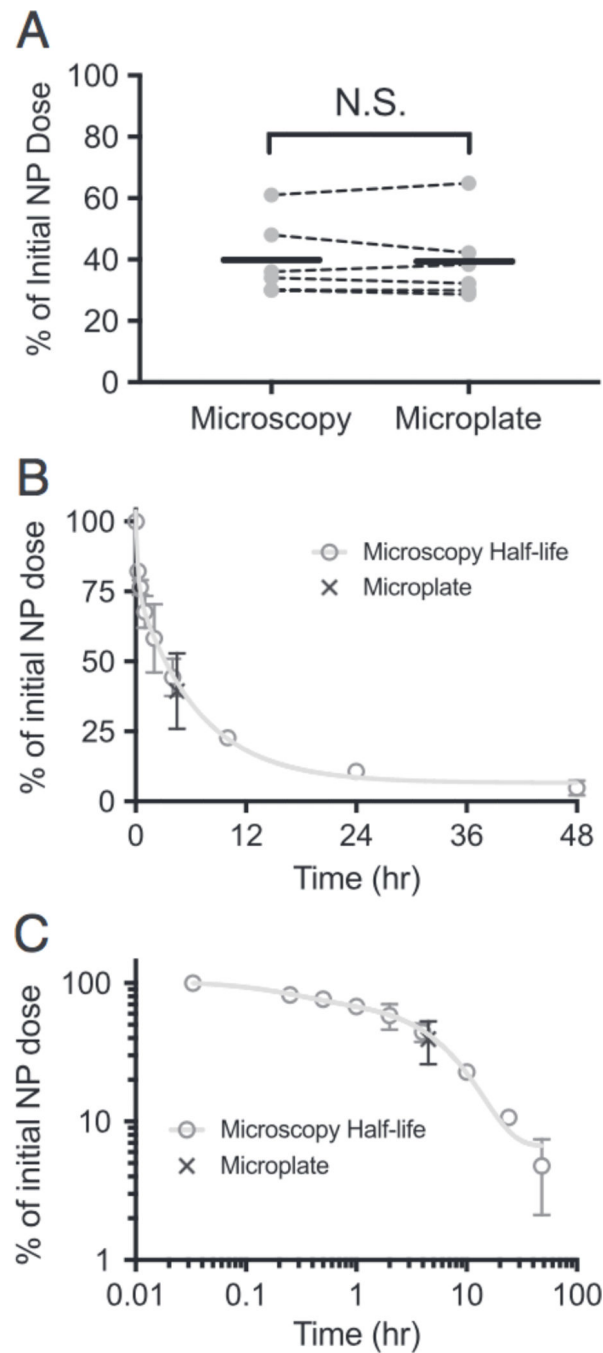 A
% of Initial NP Dose
100
80
60
40
20
0
N.S.
Microscopy Microplate
B
% of initial NP dose
100
75
50
25
0
Microscopy Half-life
Microplate
0 12 24 36 48
Time (hr)
C
% of initial NP dose
100
10
1
Microscopy Half-life
Microplate
0.01 0.1 1 10 100
Time (hr)